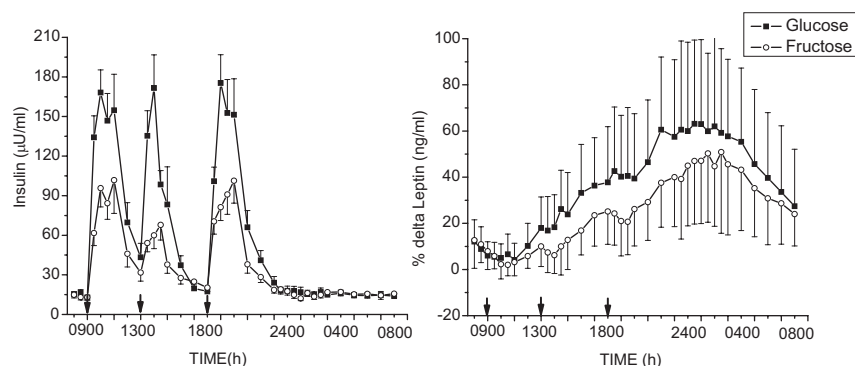 Glucose
Fructose
Insulin (μU/ml)
210
180
150
120
90
60
30
0
0900 1300 1800 2400 0400 0800
TIME(h)
% delta Leptin (ng/ml)
100
80
60
40
20
0
-20
0900 1300 1800 2400 0400 0800
TIME (h)